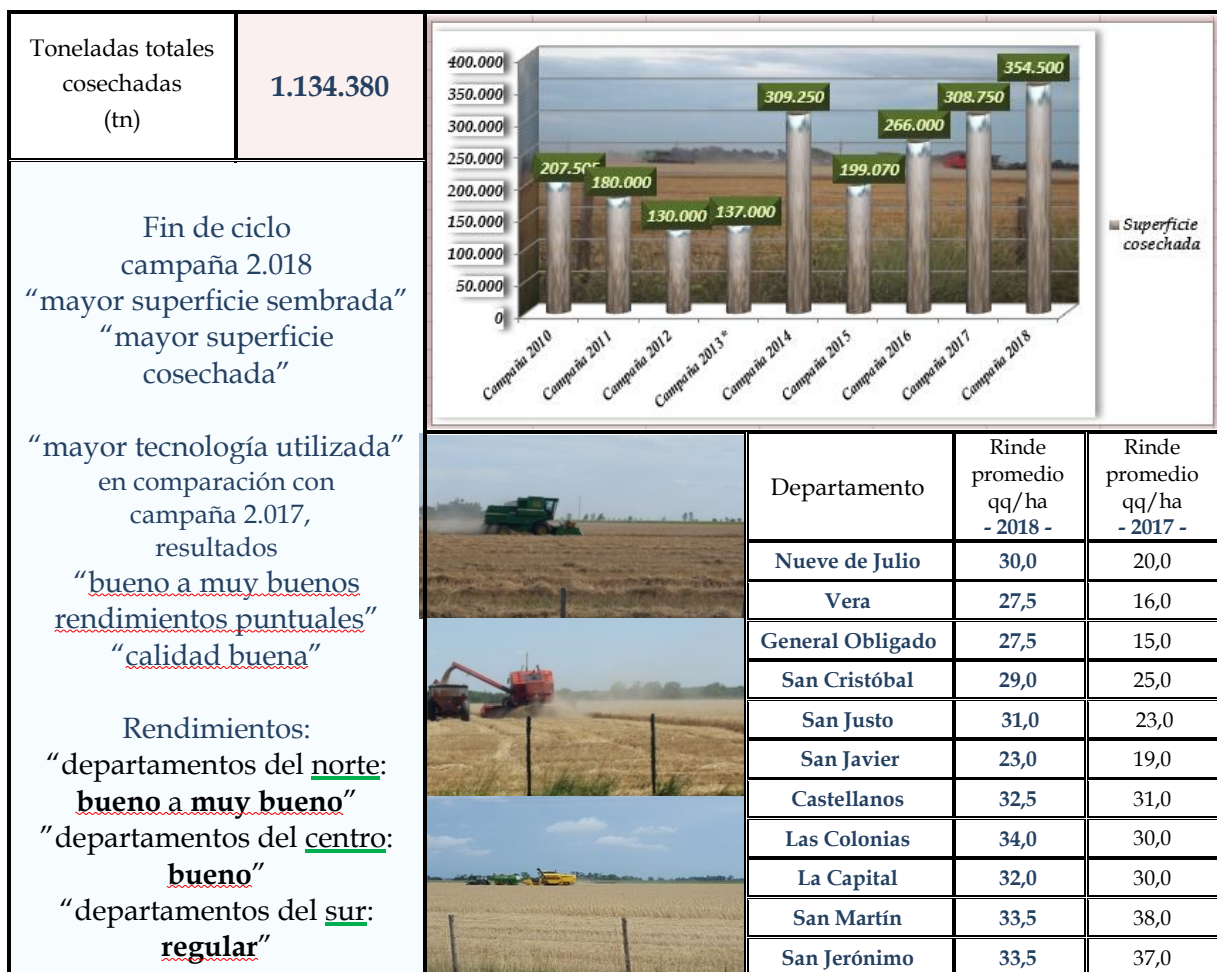 Toneladas totales
cosechadas
(tn)
1.134.380
Fin de ciclo
campaña 2.018
“mayor superficie sembrada”
“mayor superficie
cosechada”
“mayor tecnología utilizada”
en comparación con
campaña 2.017,
resultados
“bueno a muy buenos
rendimientos puntuales”
“calidad buena”
Rendimientos:
“departamentos del norte:
bueno a muy bueno”
”departamentos del centro:
bueno”
“departamentos del sur:
regular”
400.000
350.000
300.000
250.000
200.000
150.000
100.000
50.000
0
207.505
180.000
130.000
137.000
309.250
199.070
266.000
308.750
354.500
Campaña 2010
Campaña 2011
Campaña 2012
Campaña 2013*
Campaña 2014
Campaña 2015
Campaña 2016
Campaña 2017
Campaña 2018
Superficie
cosechada
Departamento
Rinde
promedio
qq/ha
- 2018 -
Rinde
promedio
qq/ha
- 2017 -
Nueve de Julio 30,0 20,0
Vera 27,5 16,0
General Obligado 27,5 15,0
San Cristóbal 29,0 25,0
San Justo 31,0 23,0
San Javier 23,0 19,0
Castellanos 32,5 31,0
Las Colonias 34,0 30,0
La Capital 32,0 30,0
San Martín 33,5 38,0
San Jerónimo 33,5 37,0